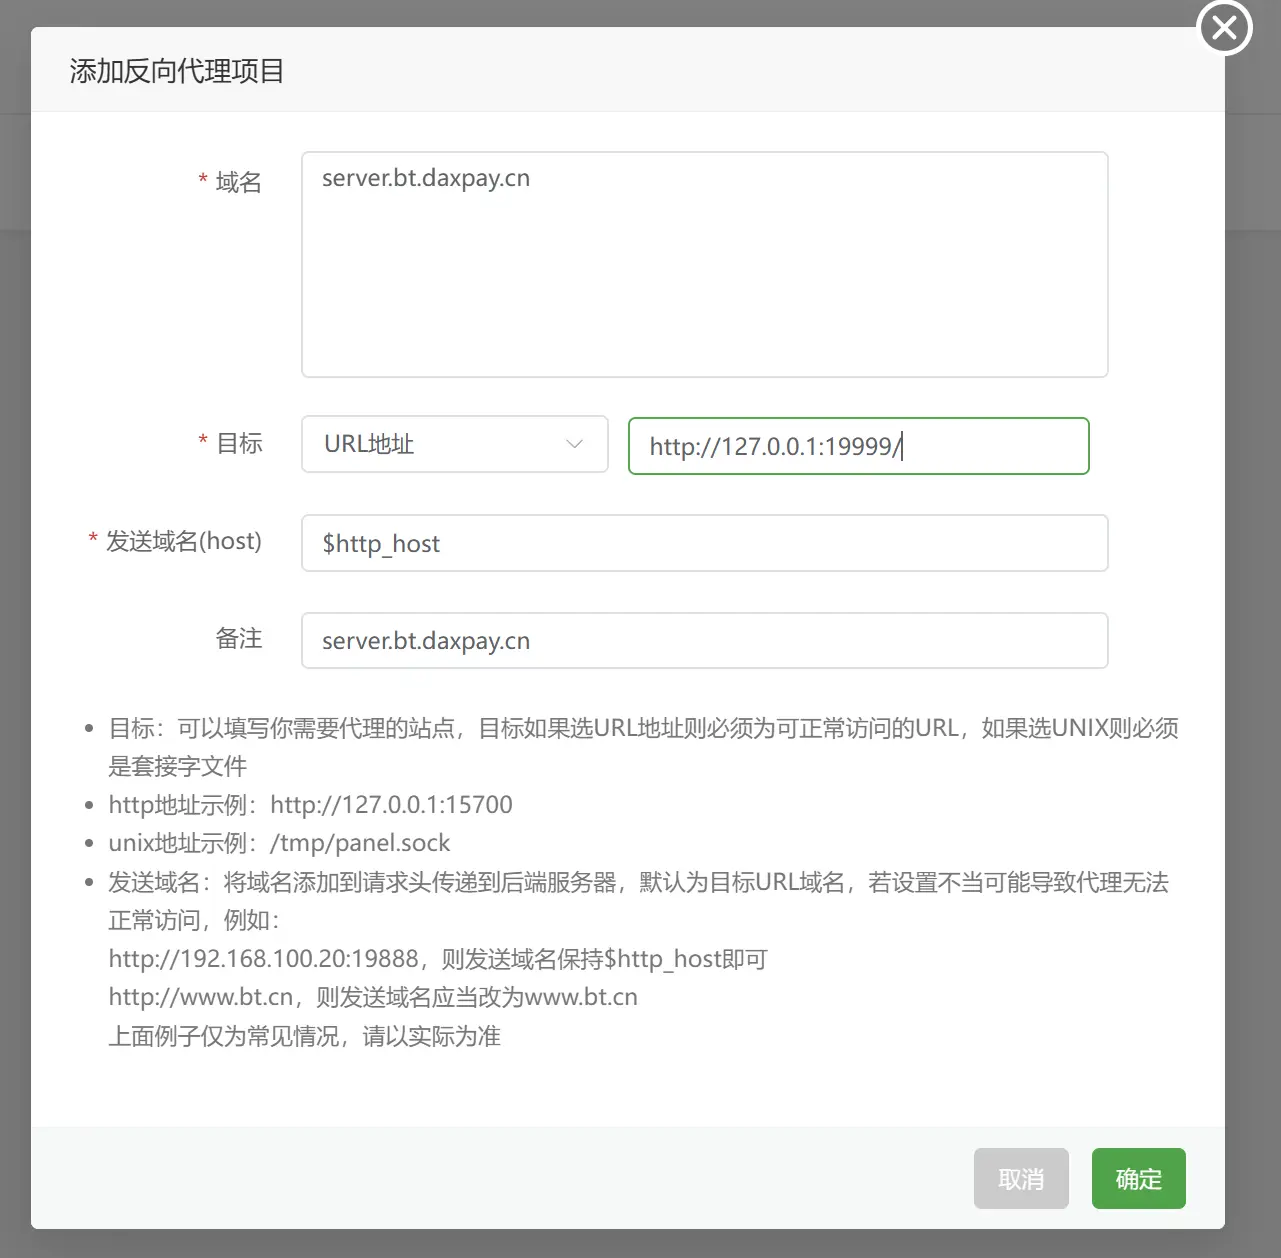 添加反向代理项目
* 域名
server.bt.daxpay.cn
* 目标
URL地址
http://127.0.0.1:19999/
* 发送域名(host)
$http_host
备注
server.bt.daxpay.cn
目标：可以填写你需要代理的站点，目标如果选URL地址则必须为可正常访问的URL，如果选UNIX则必须
是套接字文件
http地址示例：http://127.0.0.1:15700
unix地址示例：/tmp/panel.sock
发送域名：将域名添加到请求头传递到后端服务器，默认为目标URL域名，若设置不当可能导致代理无法
正常访问，例如：
http://192.168.100.20:19888，则发送域名保持$http_host即可
http://www.bt.cn，则发送域名应当改为www.bt.cn
上面例子仅为常见情况，请以实际为准
取消
确定